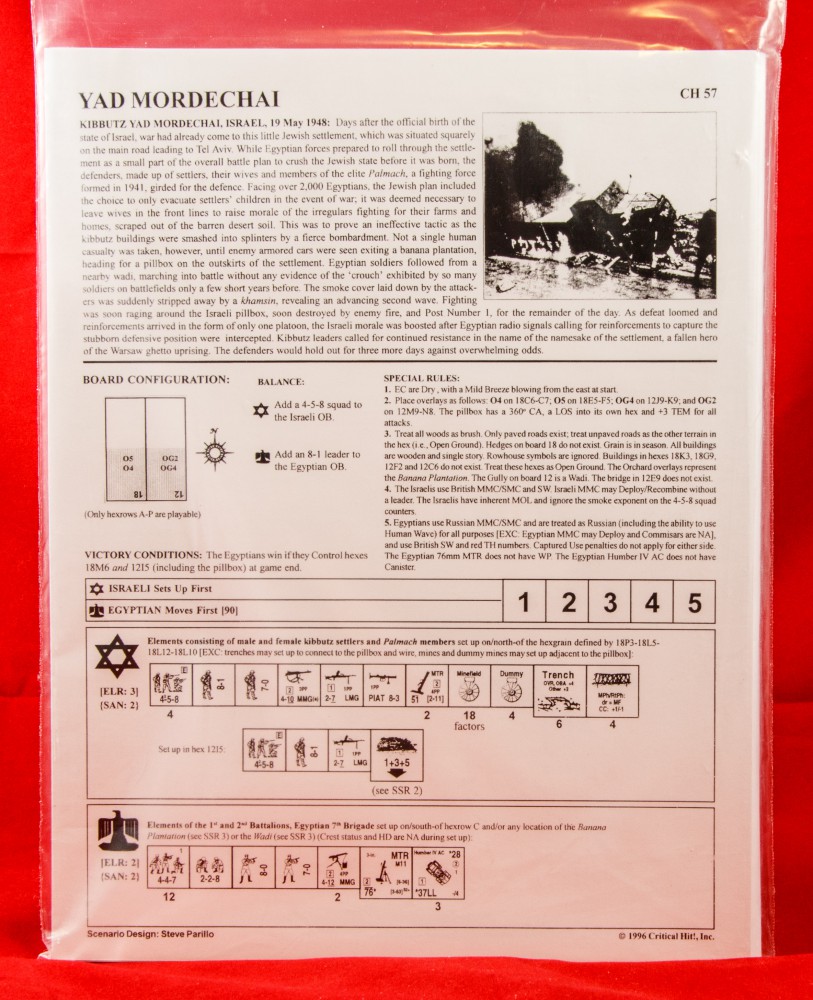 YAD MORDECHAI
CH 57
KIBBUTZ YAD MORDECHAI, ISRAEL, 19 May 1948: Days after the official birth of the
state of Israel, war had already come to this little Jewish settlement, which was situated squarely
on the main road leading to Tel Aviv. While Egyptian forces prepared to roll through the settle-
ment as a small part of the overall battle plan to crush the Jewish state before it was born, the
defenders, made up of settlers, their wives and members of the elite Palmach, a fighting force
formed in 1941, girded for the defence. Facing over 2,000 Egyptians, the Jewish plan included
the choice to only evacuate settlers' children in the event of war; it was deemed necessary to
leave wives in the front lines to raise morale of the irregulars fighting for their farms and
homes, scraped out of the barren desert soil. This was to prove an ineffective tactic as the
kibbutz buildings were smashed into splinters by a fierce bombardment. Not a single human
casualty was taken, however, until enemy armored cars were seen exiting a banana plantation,
heading for a pillbox on the outskirts of the settlement. Egyptian soldiers followed from a
nearby wadi, marching into battle without any evidence of the 'crouch' exhibited by so many
soldiers on battlefields only a few short years before. The smoke cover laid down by the attack-
ers was suddenly stripped away by a khamsin, revealing an advancing second wave. Fighting
was soon raging around the Israeli pillbox, soon destroyed by enemy fire, and Post Number 1, for the remainder of the day. As defeat loomed and
reinforcements arrived in the form of only one platoon, the Israeli morale was boosted after Egyptian radio signals calling for reinforcements to capture the
stubborn defensive position were intercepted. Kibbutz leaders called for continued resistance in the name of the namesake of the settlement, a fallen hero
of the Warsaw ghetto uprising. The defenders would hold out for three more days against overwhelming odds.
BOARD CONFIGURATION:
O5 OG2
O4 OG4
18 12
N
(Only hexrows A-P are playable)
BALANCE:
Add a 4-5-8 squad to
the Israeli OB.
Add an 8-1 leader to
the Egyptian OB.
SPECIAL RULES:
1. EC are Dry , with a Mild Breeze blowing from the east at start.
2. Place overlays as follows: O4 on 18C6-C7; O5 on 18E5-F5; OG4 on 12J9-K9; and OG2
on 12M9-N8. The pillbox has a 360° CA, a LOS into its own hex and +3 TEM for all
attacks.
3. Treat all woods as brush. Only paved roads exist; treat unpaved roads as the other terrain in
the hex (i.e., Open Ground). Hedges on board 18 do not exist. Grain is in season. All buildings
are wooden and single story. Rowhouse symbols are ignored. Buildings in hexes 18K3, 18G9,
12F2 and 12C6 do not exist. Treat these hexes as Open Ground. The Orchard overlays represent
the Banana Plantation. The Gully on board 12 is a Wadi. The bridge in 12E9 does not exist.
4. The Israelis use British MMC/SMC and SW. Israeli MMC may Deploy/Recombine without
a leader. The Israelis have inherent MOL and ignore the smoke exponent on the 4-5-8 squad
counters.
5. Egyptians use Russian MMC/SMC and are treated as Russian (including the ability to use
Human Wave) for all purposes [EXC: Egyptian MMC may Deploy and Commisars are NA],
and use British SW and red TH numbers. Captured Use penalties do not apply for either side.
The Egyptian 76mm MTR does not have WP. The Egyptian Humber IV AC does not have
Canister.
VICTORY CONDITIONS: The Egyptians win if they Control hexes
18M6 and 12I5 (including the pillbox) at game end.
ISRAELI Sets Up First
EGYPTIAN Moves First [90]
1 2 3 4 5
Elements consisting of male and female kibbutz settlers and Palmach members set up on/north-of the hexgrain defined by 18P3-18L5-
18L12-18L10 [EXC: trenches may set up to connect to the pillbox and wire, mines and dummy mines may set up adjacent to the pillbox]:
[ELR: 3]
{SAN: 2}
E
4-5-8
8-1
7-0
4-10 MMG
2-7 LMG
PIAT 8-3
MTR
51 [2-11]
Minefield
Dummy
Trench
OVR, OBA +4
Other +2
MPh/RtPh:
dr = MF
CC: +1/-1
4 2 18 4 6 4
factors
Set up in hex 12I5:
4-5-8
8-1
2-7 LMG
1+3+5
(see SSR 2)
Elements of the 1st and 2nd Battalions, Egyptian 7th Brigade set up on/south-of hexrow C and/or any location of the Banana
Plantation (see SSR 3) or the Wadi (see SSR 3) (Crest status and HD are NA during set up):
[ELR: 2]
{SAN: 2}
4-4-7
2-2-8
8-0
7-0
4-12 MMG
MTR
M11
76*
Humber IV AC *28
*37LL -/4
12 2 3
Scenario Design: Steve Parillo
© 1996 Critical Hit!, Inc.